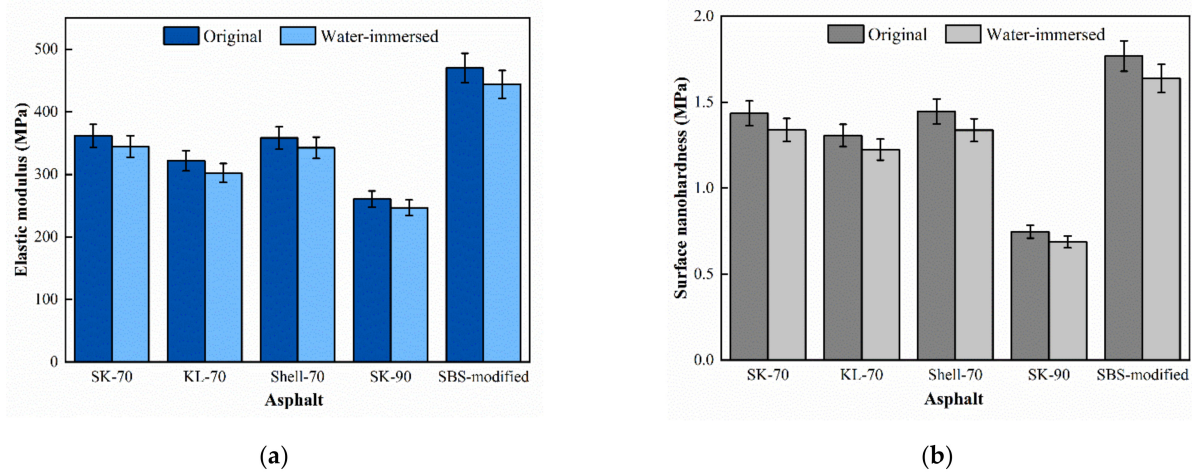 Original Water-immersed
Elastic modulus (MPa)
500
400
300
200
100
0
SK-70 KL-70 Shell-70 SK-90 SBS-modified
Asphalt
(a)
Original Water-immersed
Surface nanohardness (MPa)
2.0
1.5
1.0
0.5
0.0
SK-70 KL-70 Shell-70 SK-90 SBS-modified
Asphalt
(b)